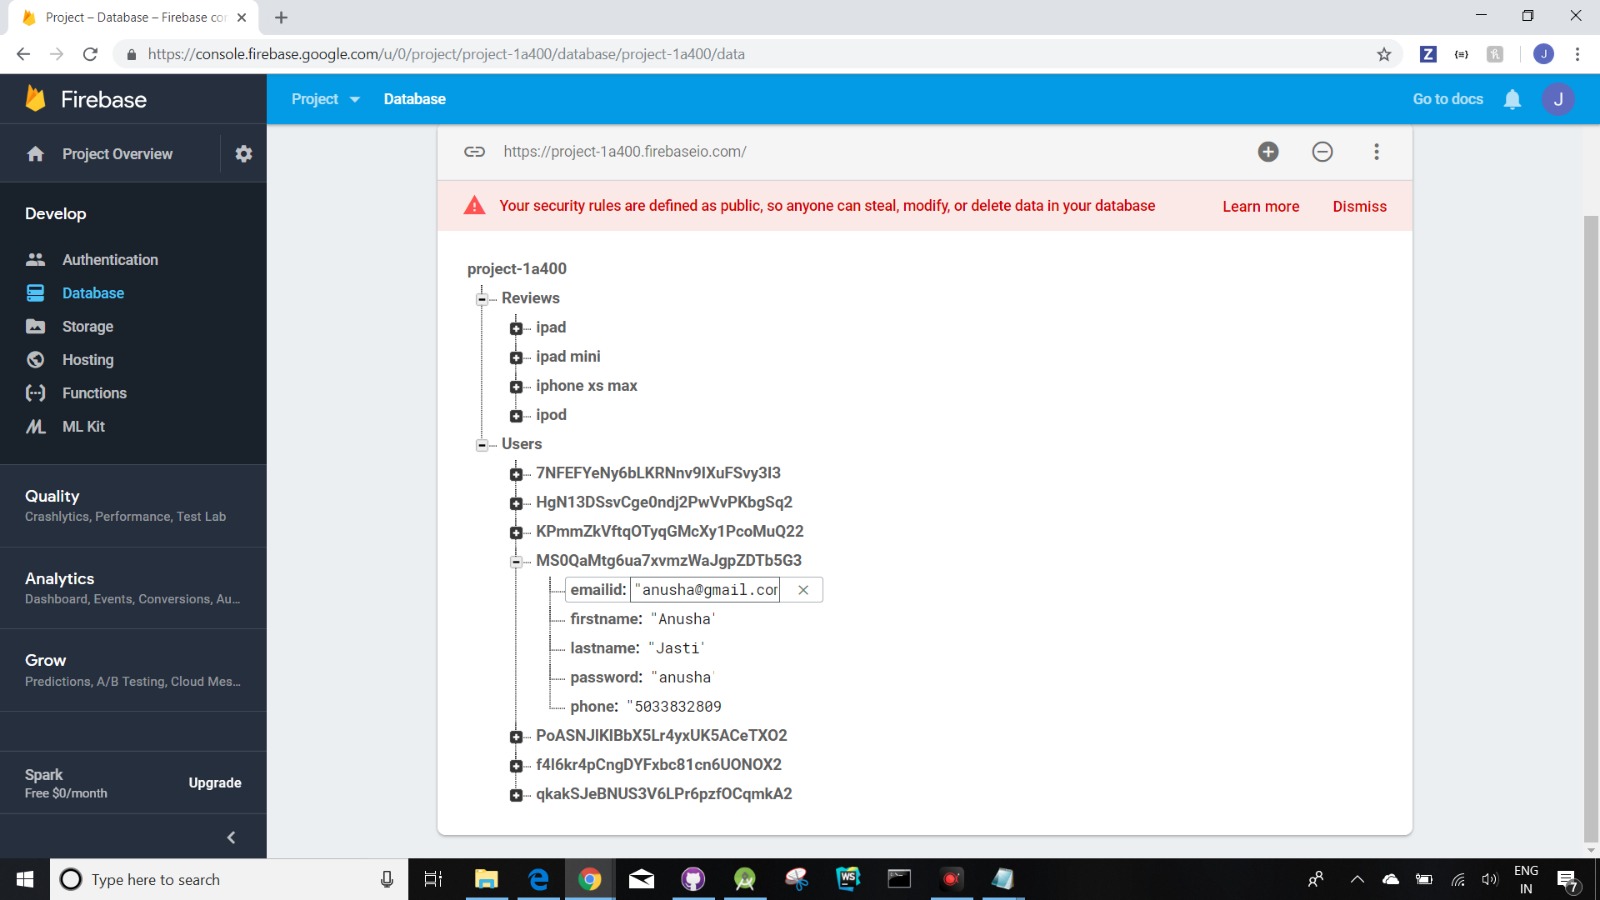 Project – Database – Firebase cor
https://console.firebase.google.com/u/0/project/project-1a400/database/project-1a400/data
Z
J
Firebase
Project
Database
Go to docs
J
Project Overview
https://project-1a400.firebaseio.com/
Your security rules are defined as public, so anyone can steal, modify, or delete data in your database
Learn more
Dismiss
Develop
Authentication
Database
Storage
Hosting
Functions
ML Kit
Quality
Crashlytics, Performance, Test Lab
Analytics
Dashboard, Events, Conversions, Au...
Grow
Predictions, A/B Testing, Cloud Mes...
Spark
Free $0/month
Upgrade
project-1a400
Reviews
ipad
ipad mini
iphone xs max
ipod
Users
7NFEFYeNy6bLKRNnv9IXuFSvy3I3
HgN13DSsvCge0ndj2PwVvPKbgSq2
KPmmZkVftqOTyqGMcXy1PcoMuQ22
MS0QaMtg6ua7xvmzWaJgpZDTb5G3
emailid: "anusha@gmail.cor
firstname: "Anusha'
lastname: "Jasti'
password: "anusha'
phone: "5033832809
PoASNJIKIBbX5Lr4yxUK5ACeTXO2
f4I6kr4pCngDYFxbc81cn6UONOX2
qkakSJeBNUS3V6LPr6pzfOCqmkA2
Type here to search
WS
ENG
IN
7